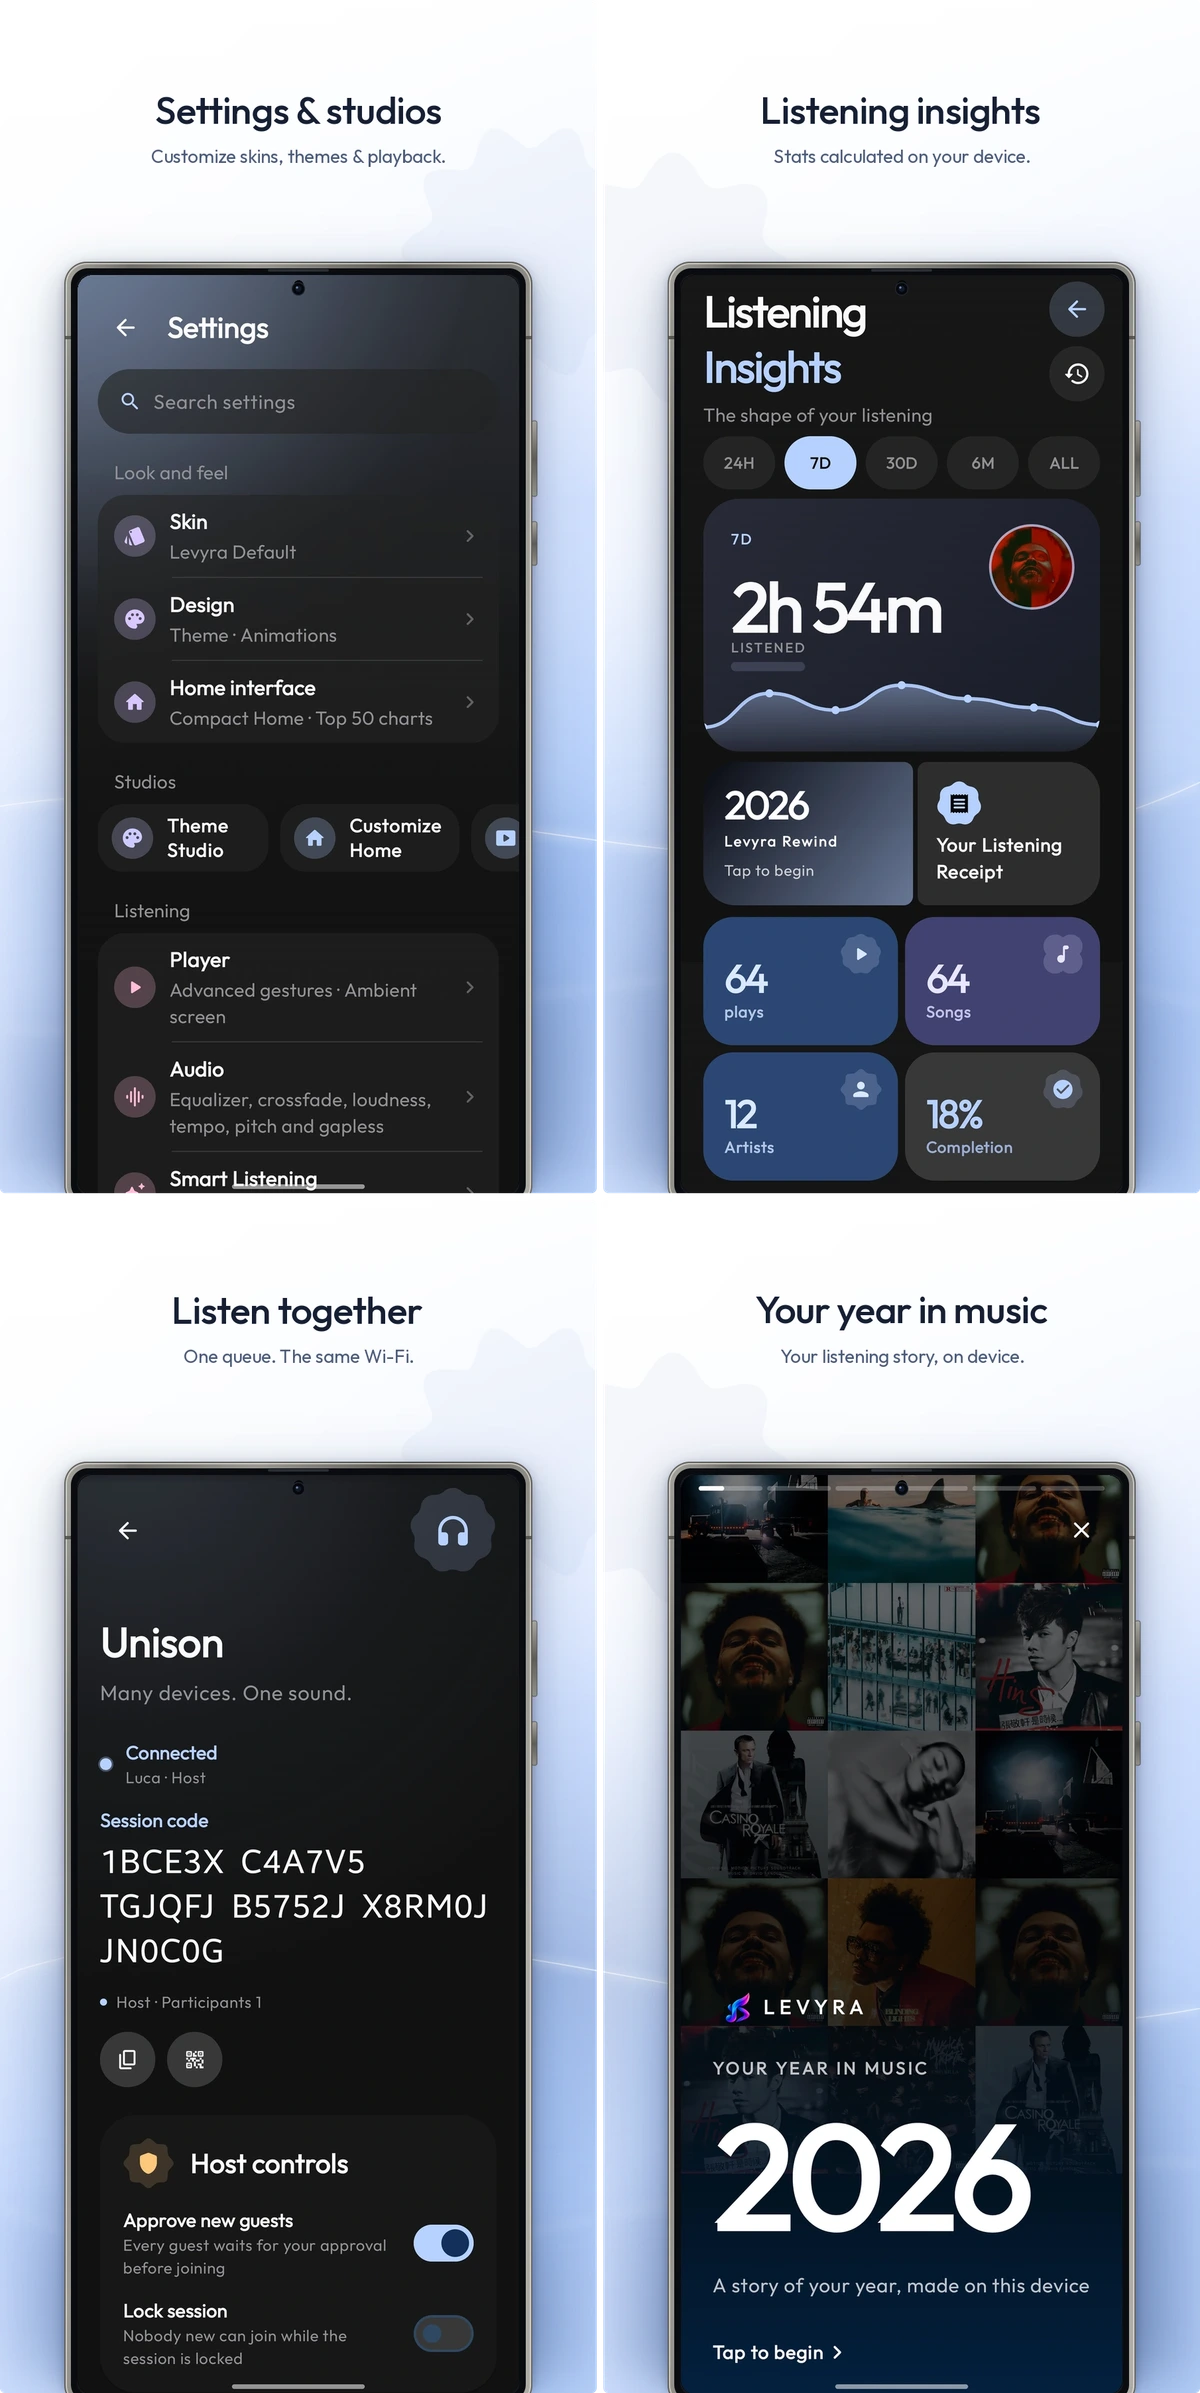 Settings & studios
Customize skins, themes & playback.
Settings
Search settings
Look and feel
Skin
Levyra Default
Design
Theme · Animations
Home interface
Compact Home · Top 50 charts
Studios
Theme
Studio
Customize
Home
Listening
Player
Advanced gestures · Ambient
screen
Audio
Equalizer, crossfade, loudness,
tempo, pitch and gapless
Smart Listening
Listening insights
Stats calculated on your device.
Listening
Insights
The shape of your listening
24H
7D
30D
6M
ALL
7D
2h 54m
LISTENED
2026
Levyra Rewind
Tap to begin
Your Listening
Receipt
64
plays
64
Songs
12
Artists
18%
Completion
Listen together
One queue. The same Wi-Fi.
Unison
Many devices. One sound.
Connected
Luca · Host
Session code
1BCE3X C4A7V5
TGJQFJ B5752J X8RM0J
JN0C0G
Host · Participants 1
Host controls
Approve new guests
Every guest waits for your approval
before joining
Lock session
Nobody new can join while the
session is locked
Your year in music
Your listening story, on device.
Hins
CASINO
ROYALE
LEVYRA
YOUR YEAR IN MUSIC
CASINO
ROYALE
2026
A story of your year, made on this device
Tap to begin